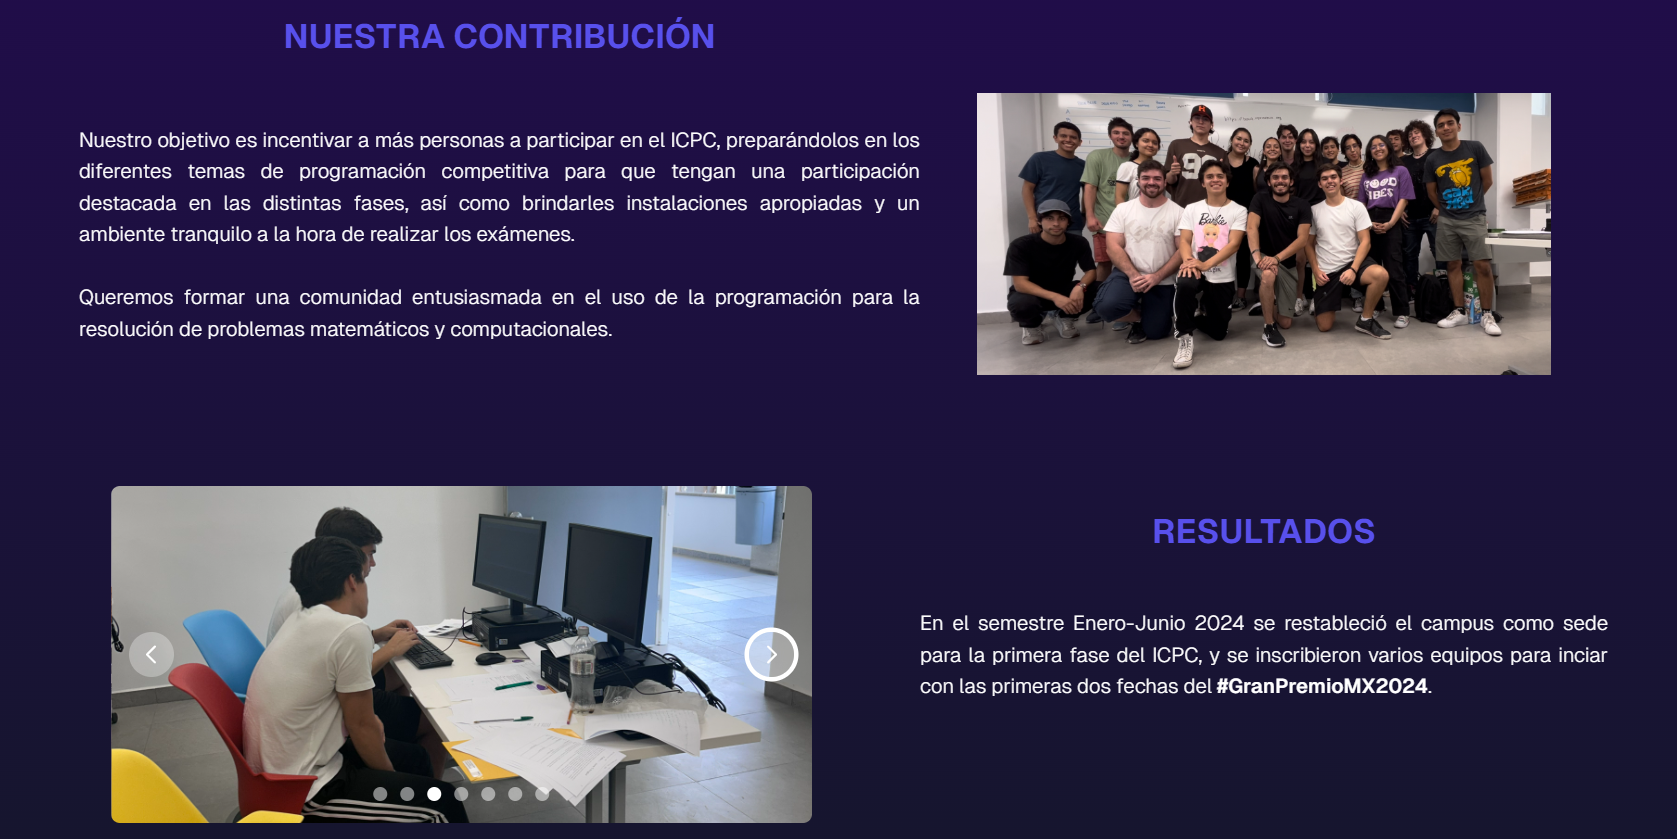 NUESTRA CONTRIBUCIÓN
Nuestro objetivo es incentivar a más personas a participar en el ICPC, preparándolos en los
diferentes temas de programación competitiva para que tengan una participación
destacada en las distintas fases, así como brindarles instalaciones apropiadas y un
ambiente tranquilo a la hora de realizar los exámenes.
Queremos formar una comunidad entusiasmada en el uso de la programación para la
resolución de problemas matemáticos y computacionales.
Barbie
GOOD
VIBES
RESULTADOS
En el semestre Enero-Junio 2024 se restableció el campus como sede
para la primera fase del ICPC, y se inscribieron varios equipos para inciar
con las primeras dos fechas del #GranPremioMX2024.